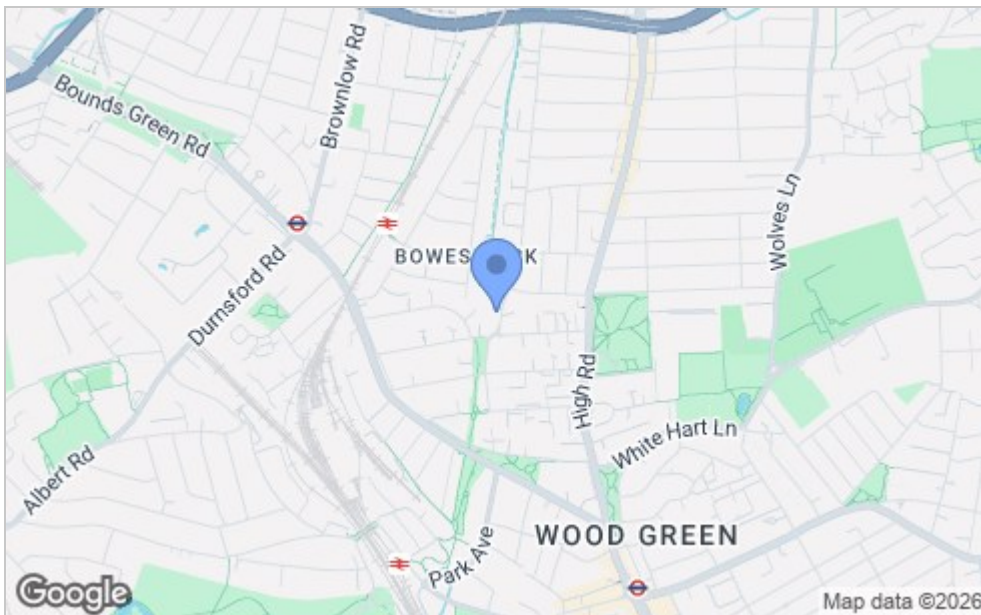 Bounds Green Rd
Brownlow Rd
Wolves Ln
BOWES
Durnsford Rd
High Rd
White Hart Ln
Albert Rd
WOOD GREEN
Park Ave
Google
Map data ©2026